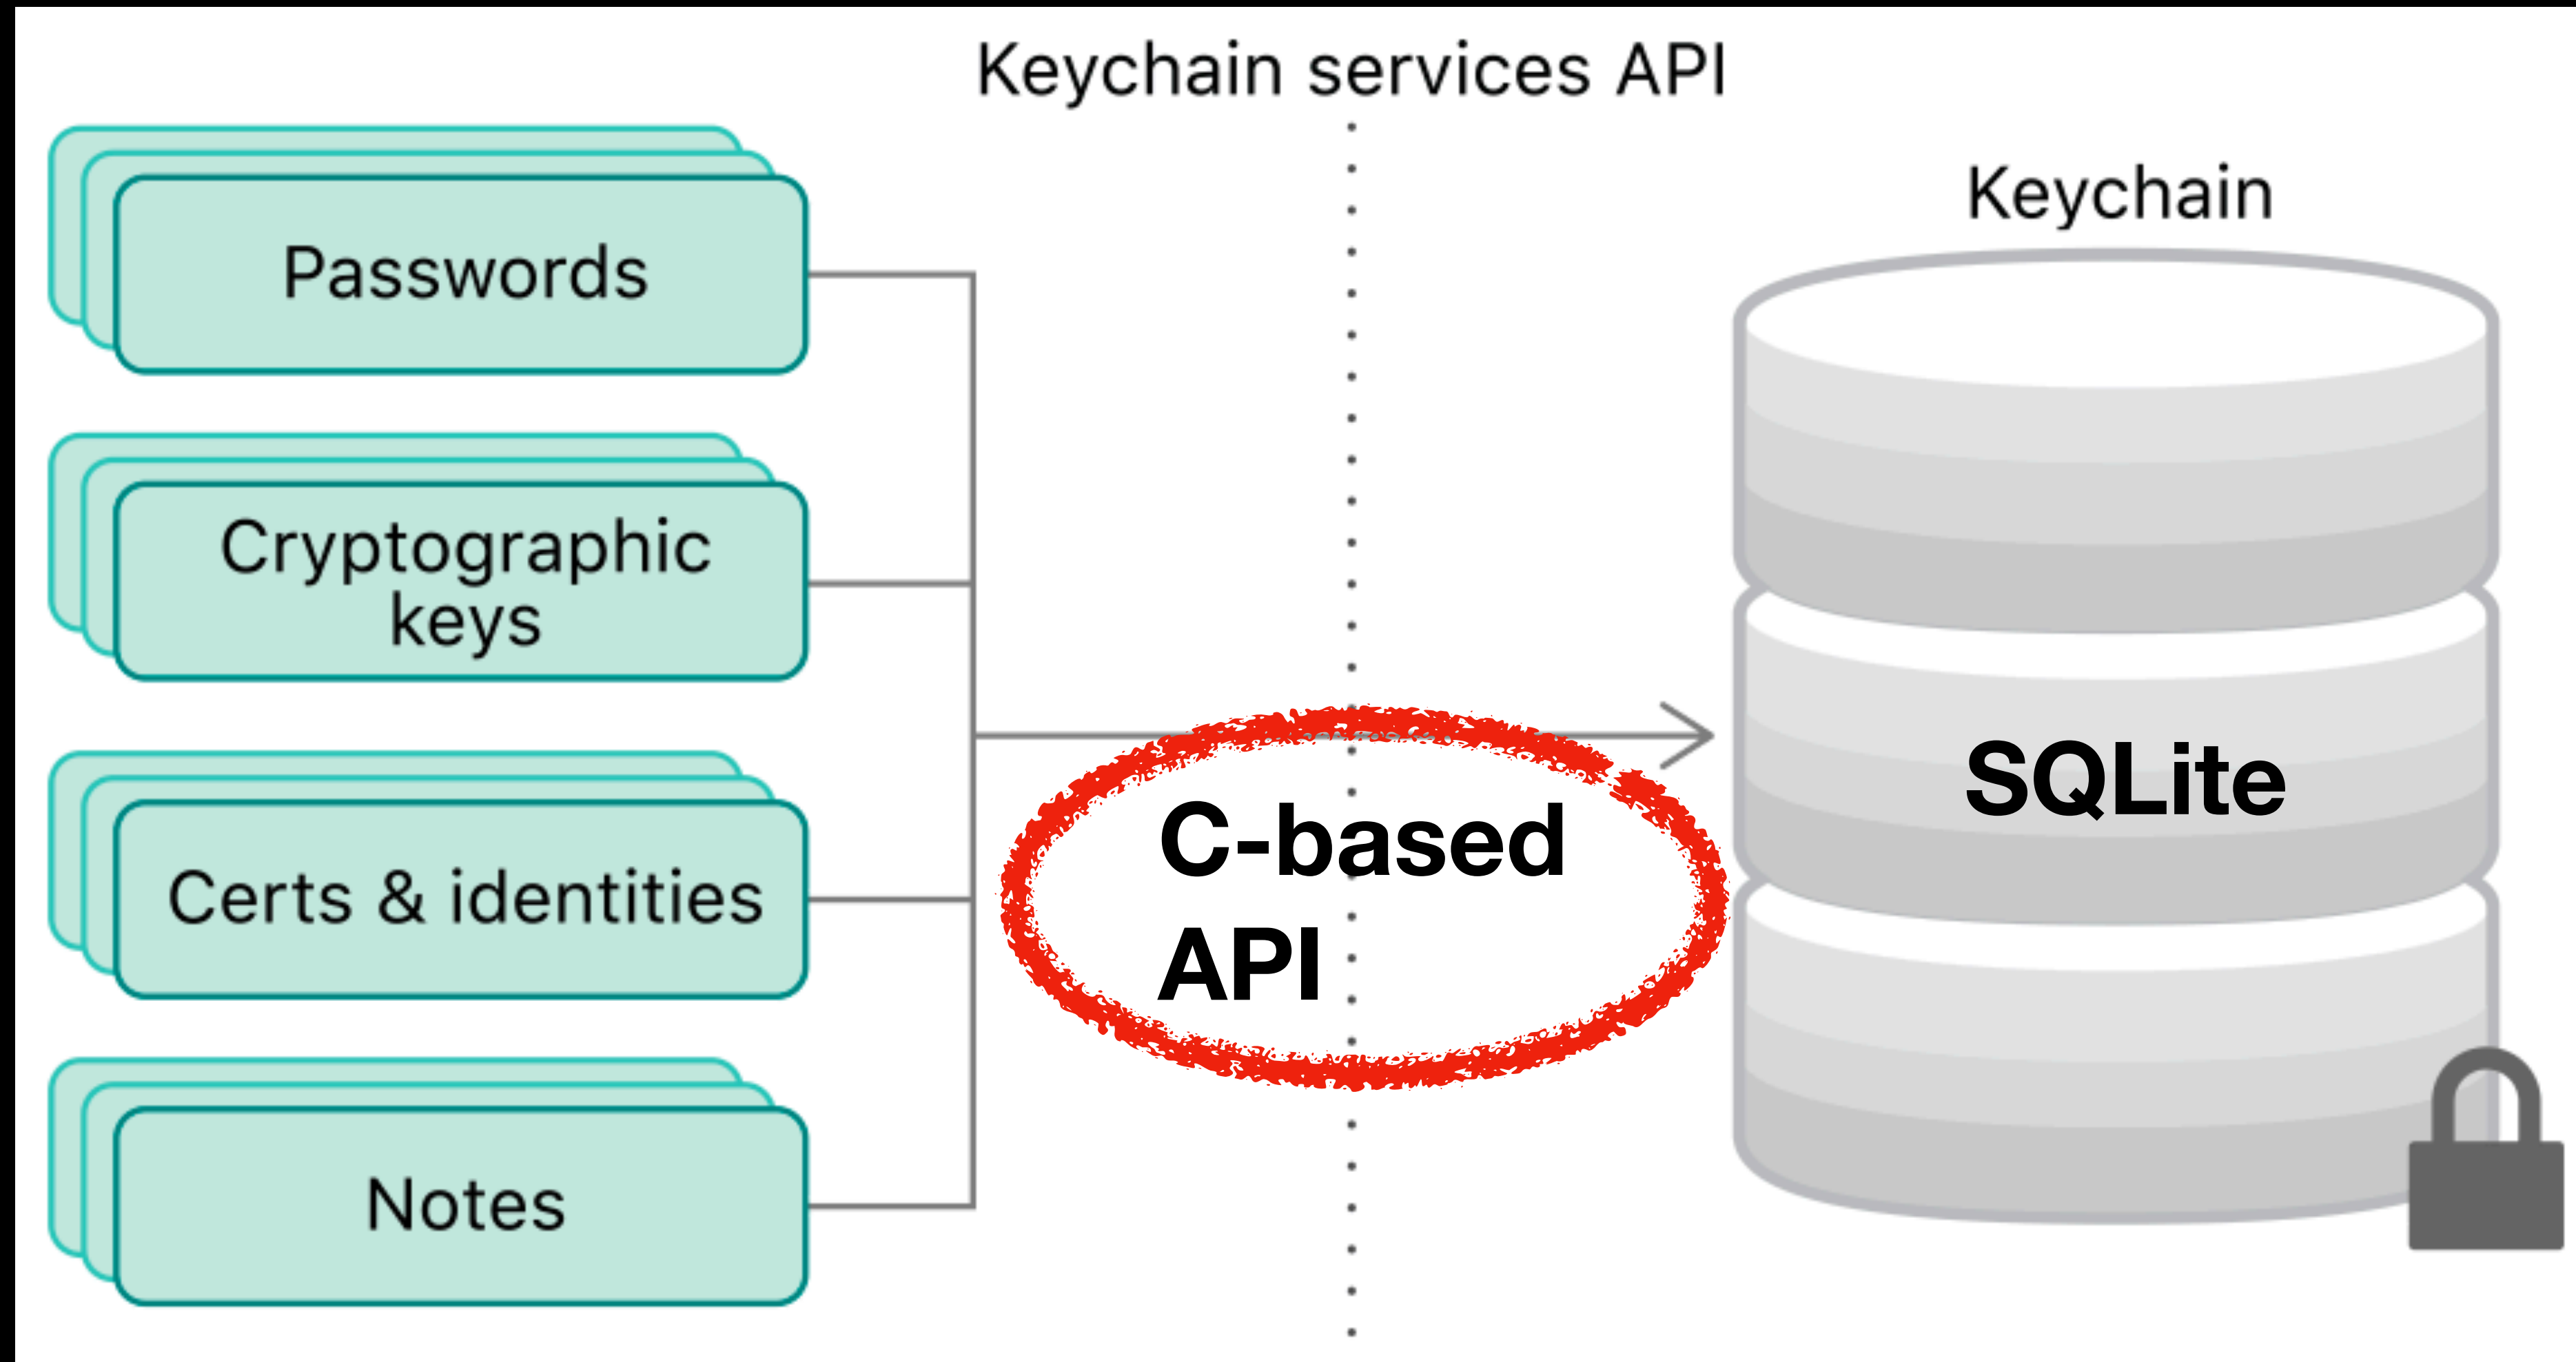 Keychain services API
Passwords
Cryptographic
keys
Certs & identities
Notes
C-based
API
Keychain
SQLite